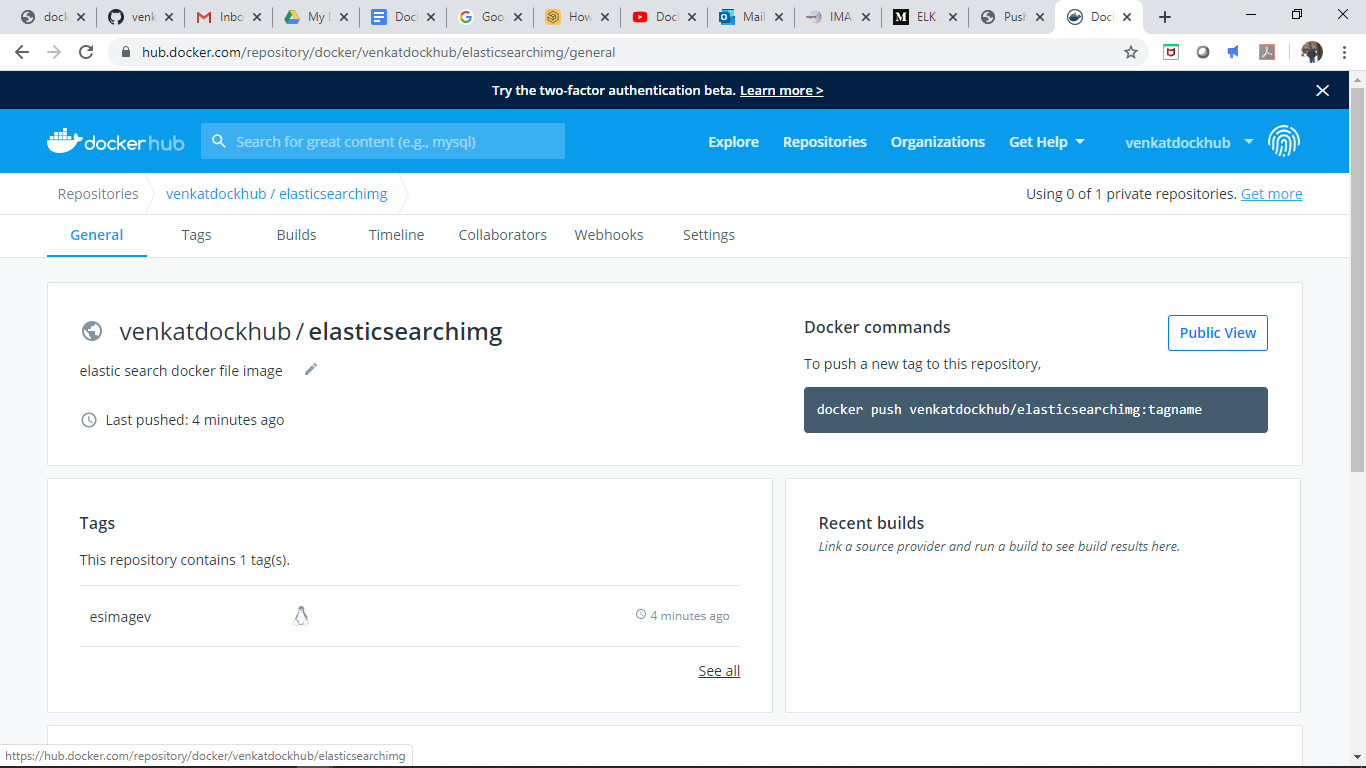 dock
venk
Inbo
My D
Docl
Goo
How
Doc
Mail
IMA
ELK
Push
Doc
hub.docker.com/repository/docker/venkatdockhub/elasticsearchimg/general
Try the two-factor authentication beta. Learn more >
docker hub
Search for great content (e.g., mysql)
Explore
Repositories
Organizations
Get Help
venkatdockhub
Repositories
venkatdockhub / elasticsearchimg
Using 0 of 1 private repositories. Get more
General
Tags
Builds
Timeline
Collaborators
Webhooks
Settings
venkatdockhub / elasticsearchimg
elastic search docker file image
Last pushed: 4 minutes ago
Docker commands
Public View
To push a new tag to this repository,
docker push venkatdockhub/elasticsearchimg:tagname
Tags
This repository contains 1 tag(s).
esimagev
4 minutes ago
See all
Recent builds
Link a source provider and run a build to see build results here.
https://hub.docker.com/repository/docker/venkatdockhub/elasticsearchimg